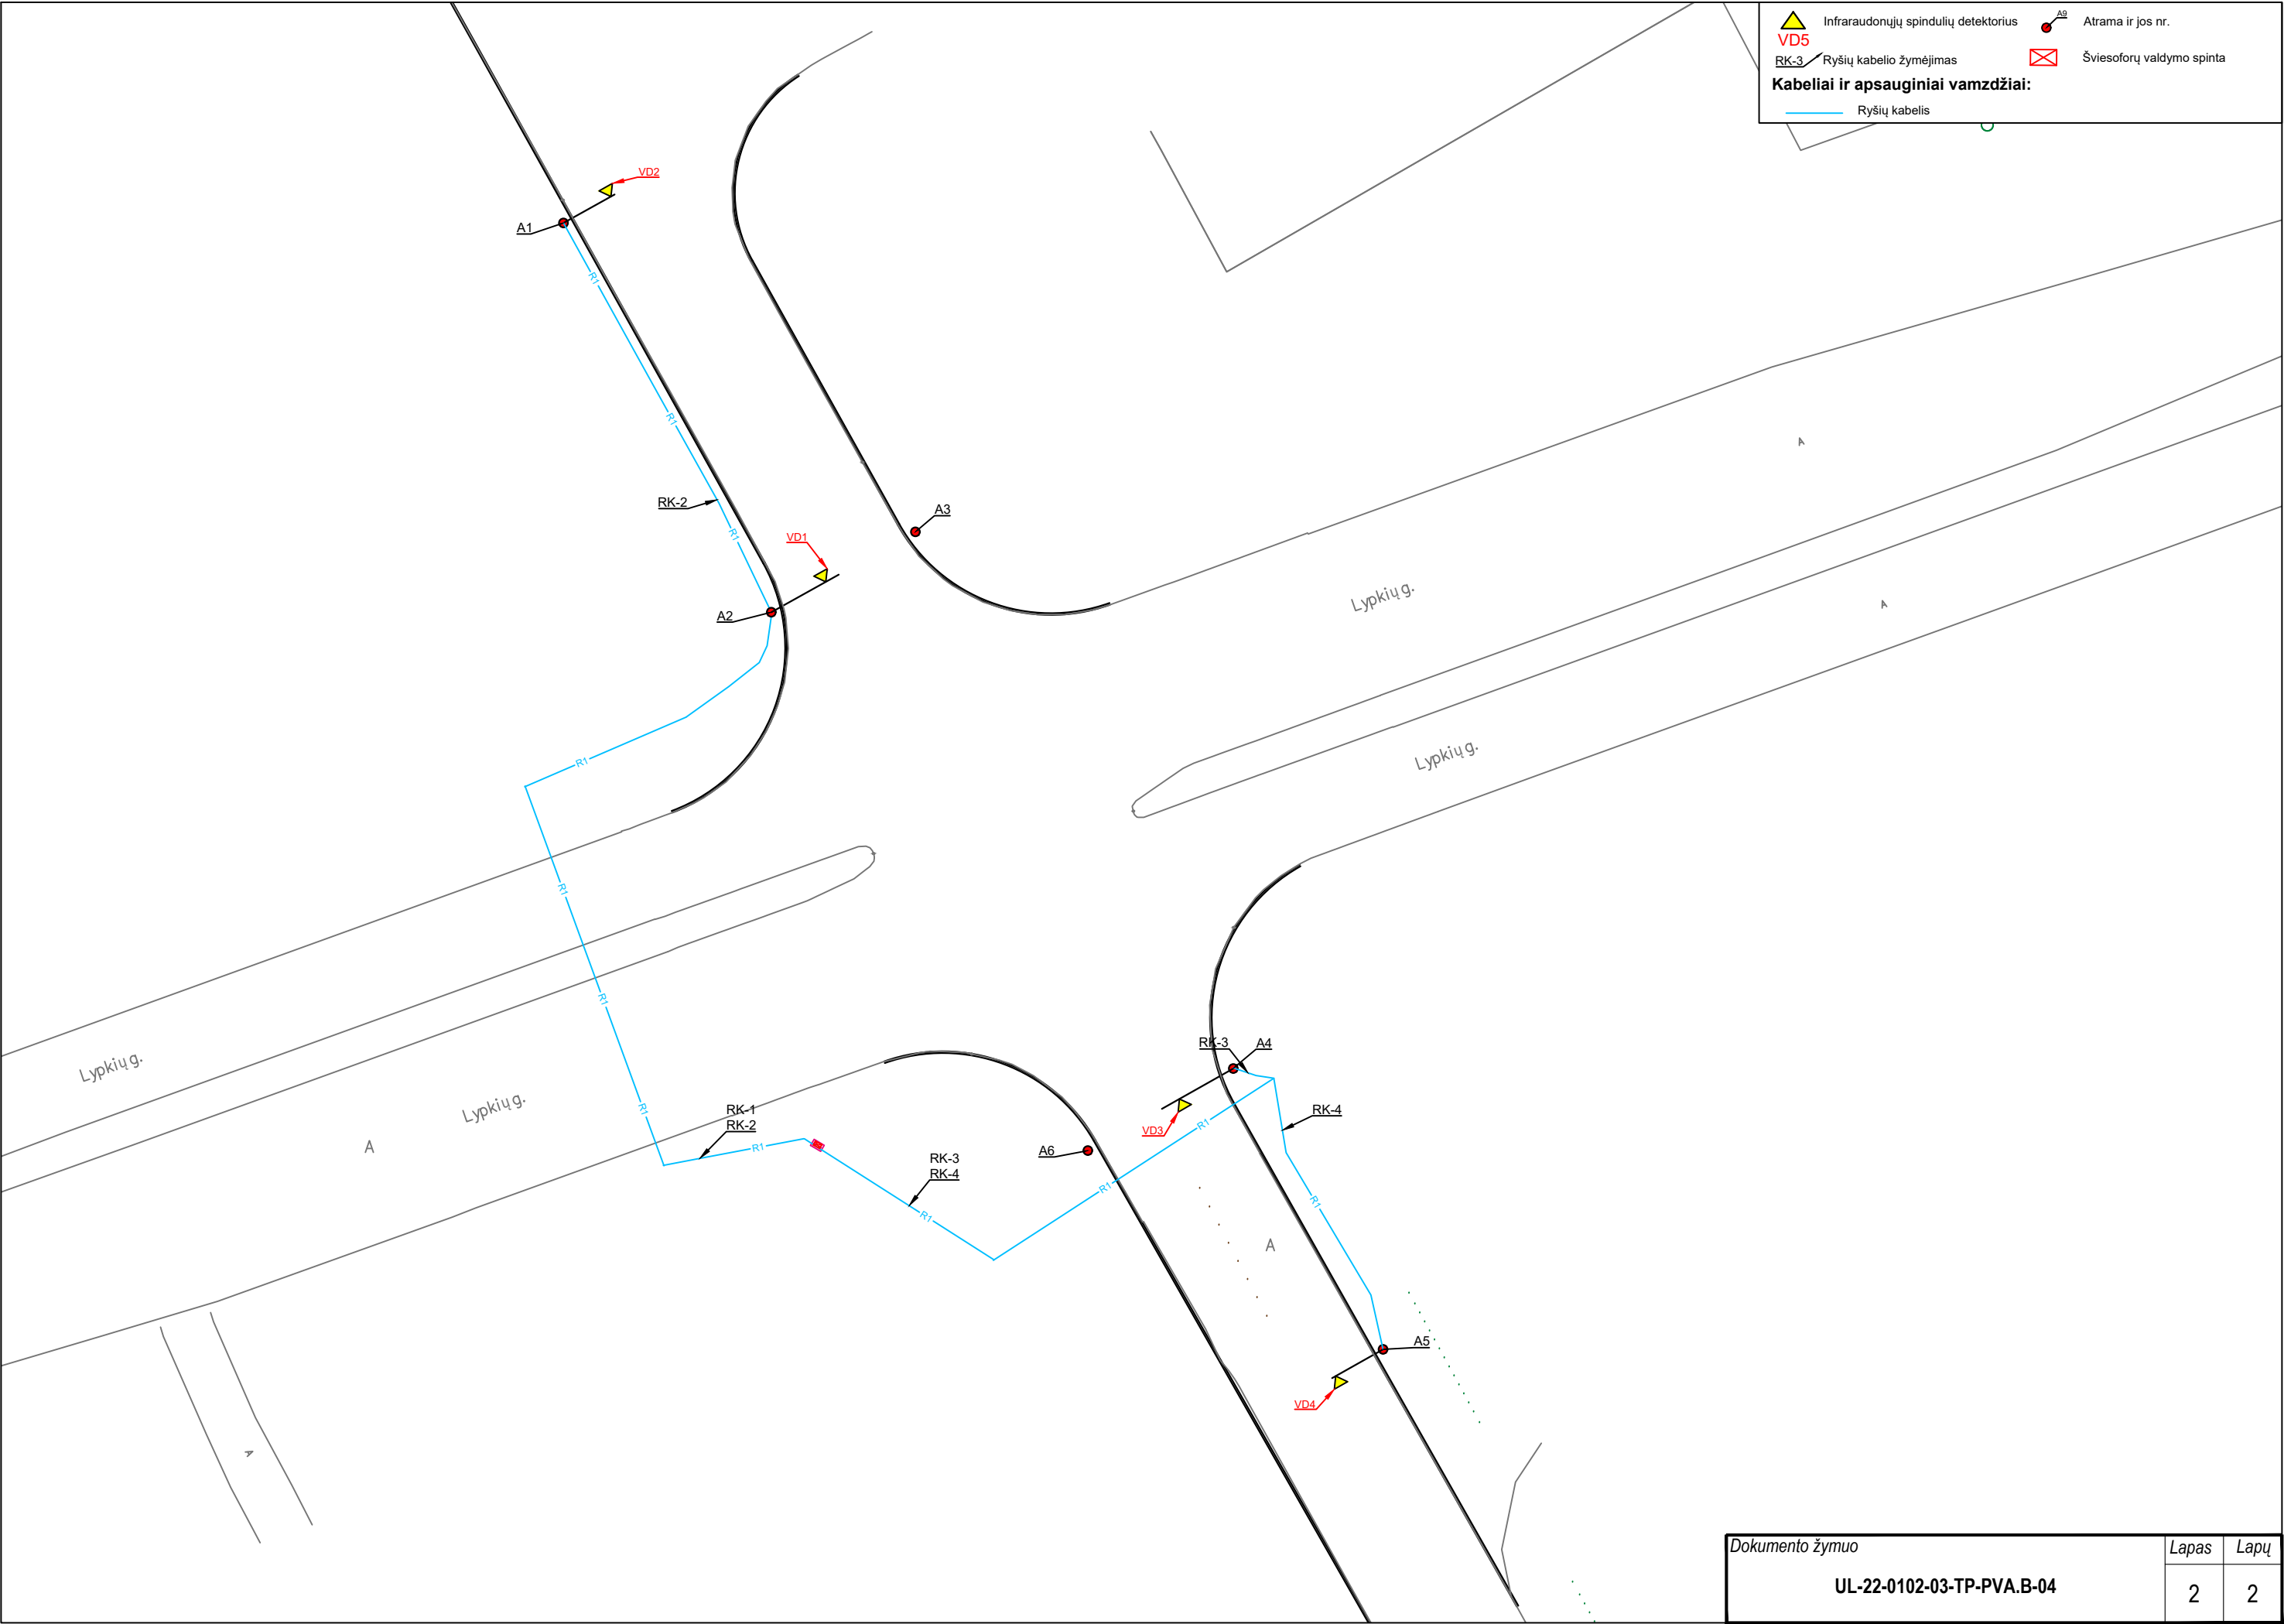 Infraraudonųjų spindulių detektorius
A9
Atrama ir jos nr.
VD5
RK-3
Ryšių kabelio žymėjimas
Šviesoforų valdymo spinta
Kabeliai ir apsauginiai vamzdžiai:
Ryšių kabelis
VD2
A1
R1
R1
A
RK-2
A3
R1
VD1
Lypkių g.
A
A2
Lypkių g.
R1
R1
R1
RK-3
A4
Lypkių g.
Lypkių g.
R1
RK-1
RK-2
RK-4
R1
VD3
R1
A
R1
A6
RK-3
RK-4
R1
R1
R1
A
A5
VD4
A
Dokumento žymuo
Lapas
Lapų
UL-22-0102-03-TP-PVA.B-04
2
2